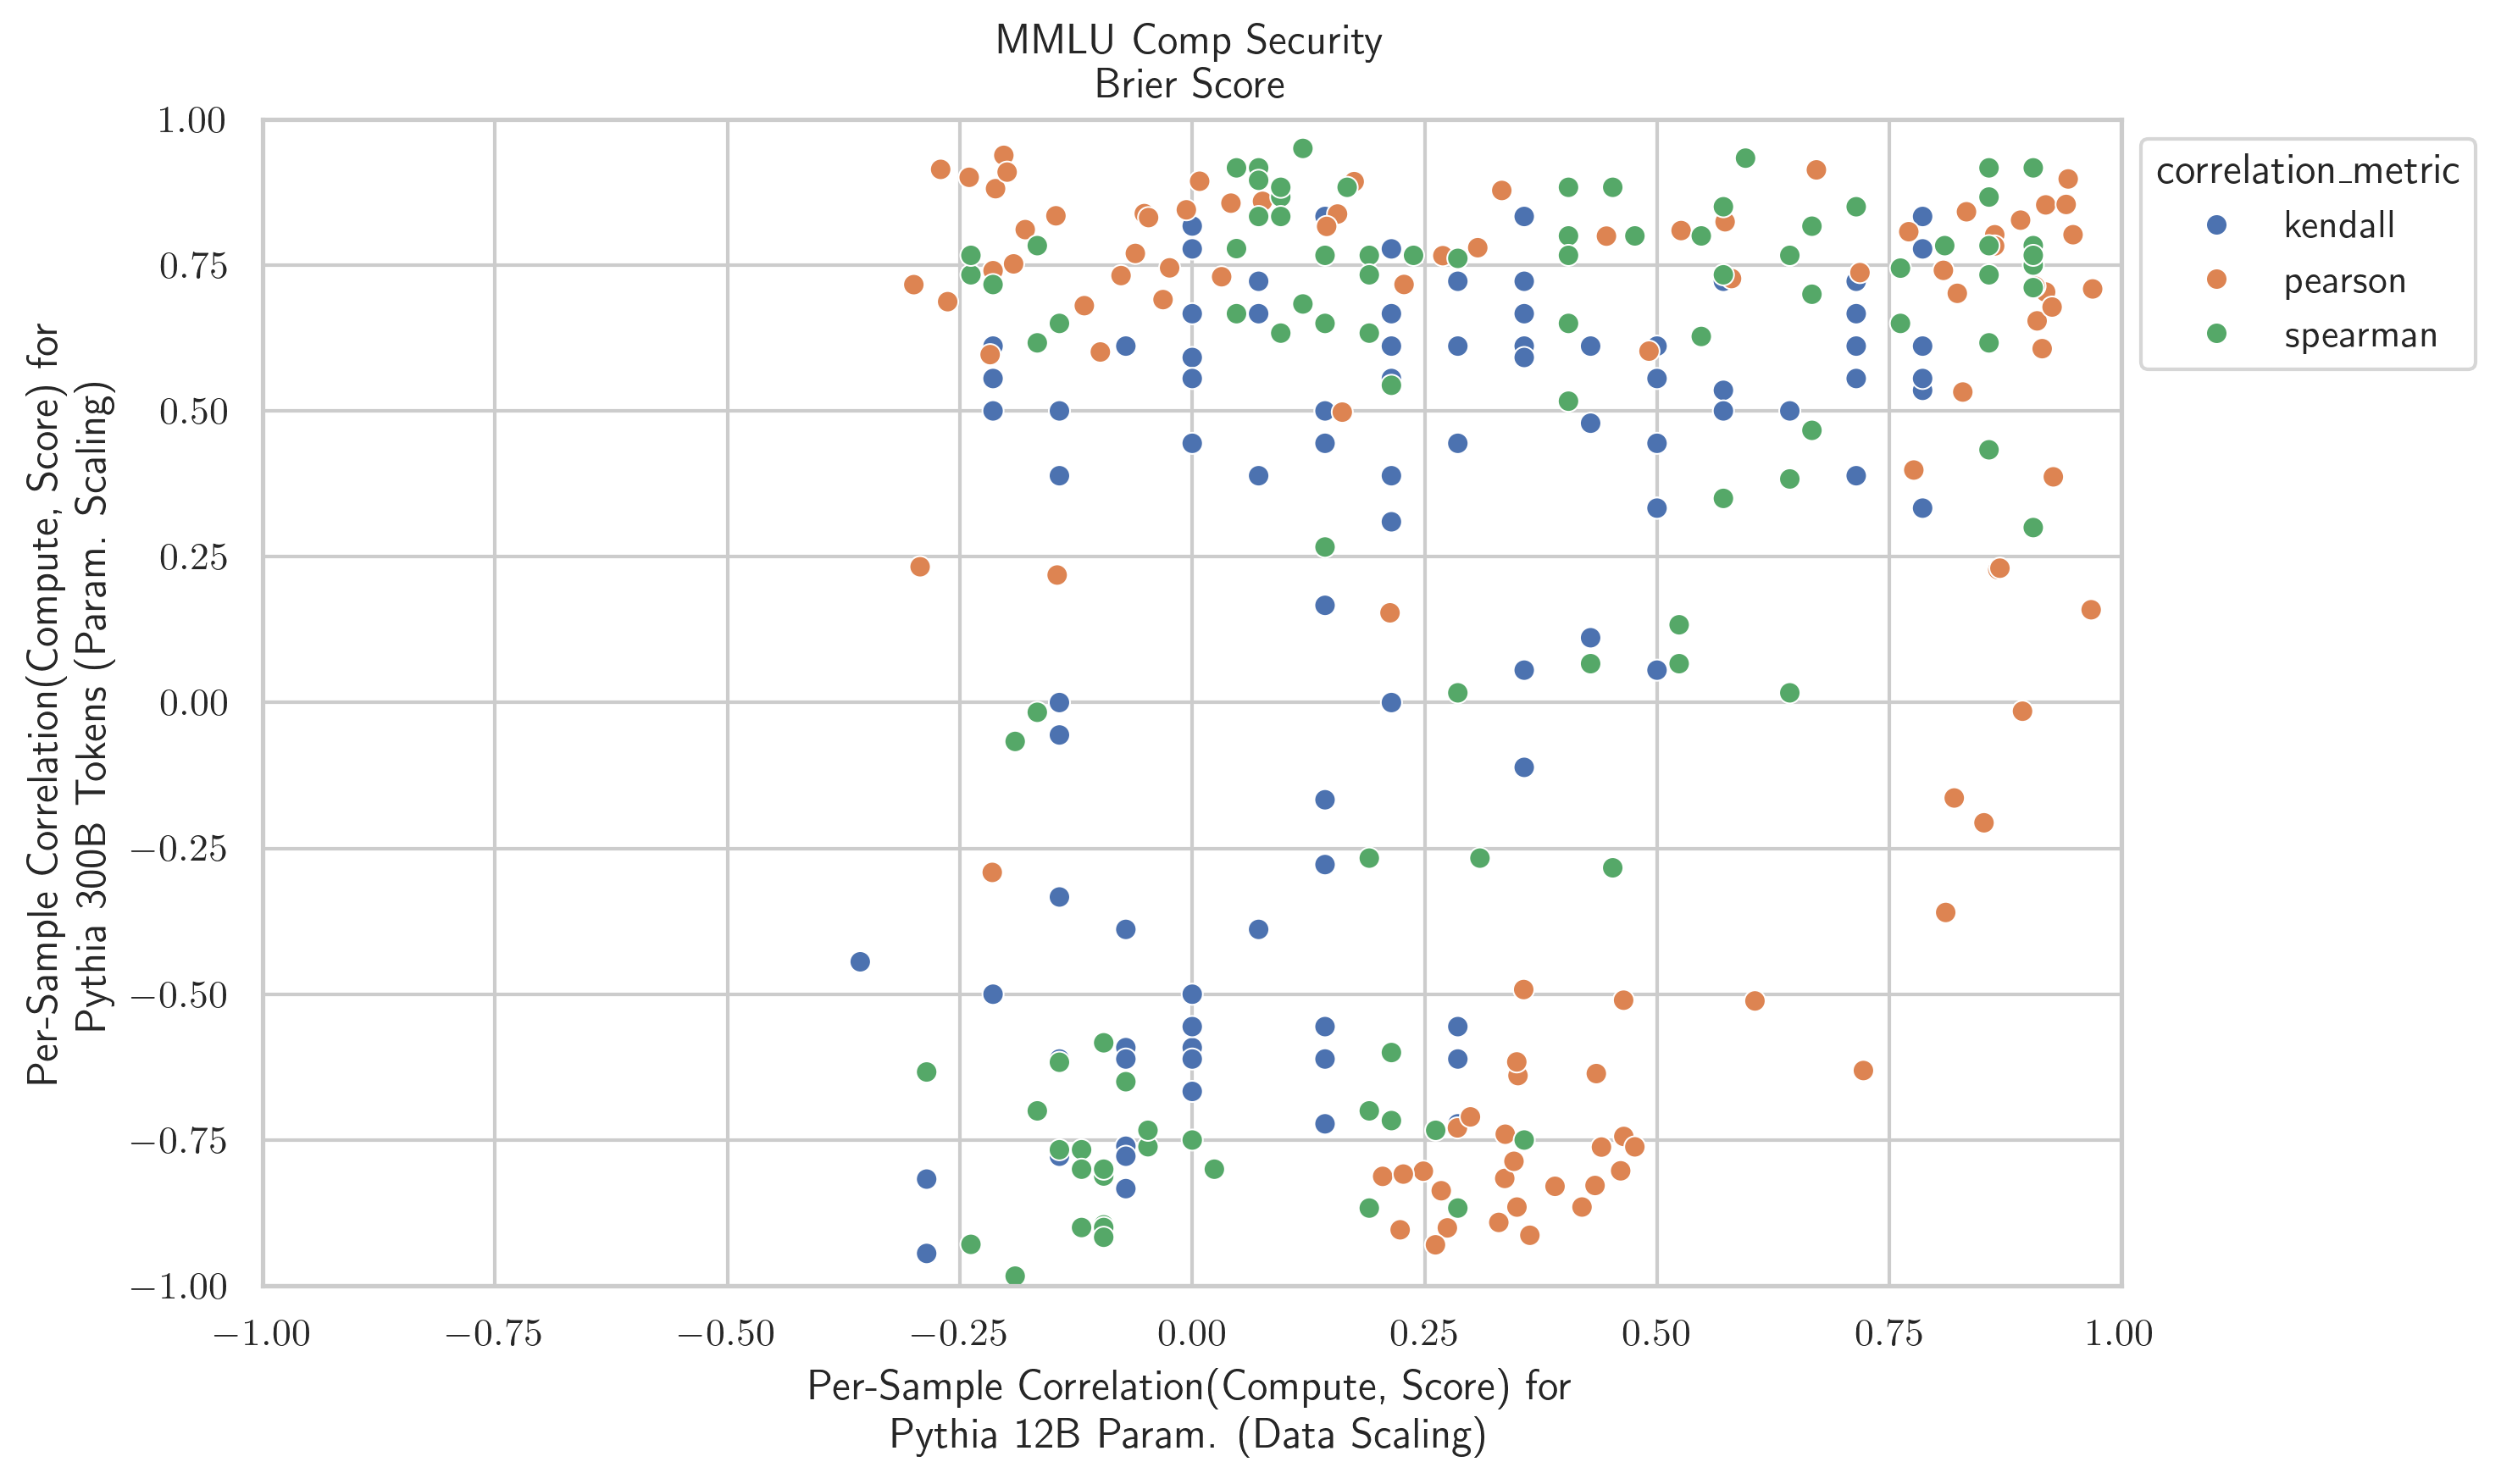 MMLU Comp Security
Brier Score
Per-Sample Correlation(Compute, Score) for
Pythia 300B Tokens (Param. Scaling)
1.00
0.75
0.50
0.25
0.00
−0.25
−0.50
−0.75
−1.00
−1.00 −0.75 −0.50 −0.25 0.00 0.25 0.50 0.75 1.00
Per-Sample Correlation(Compute, Score) for
Pythia 12B Param. (Data Scaling)
correlation_metric
kendall
pearson
spearman